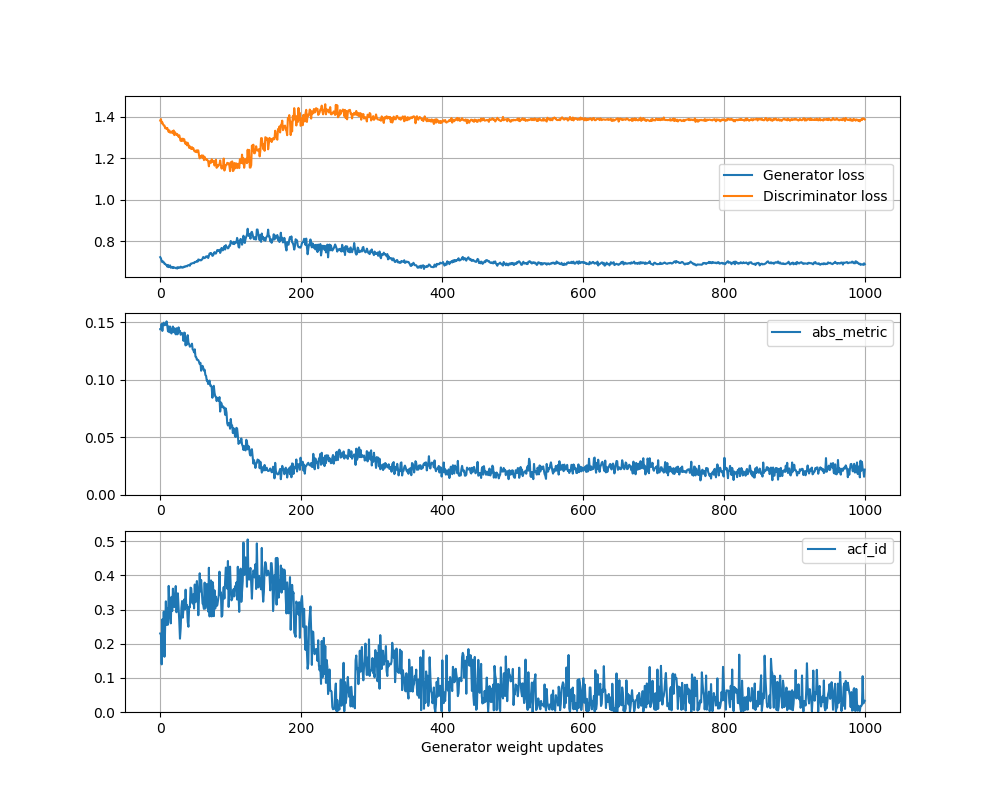 1.4
1.2
1.0
0.8
Generator loss
Discriminator loss
0 200 400 600 800 1000
0.15
0.10
0.05
0.00
abs_metric
0 200 400 600 800 1000
0.5
0.4
0.3
0.2
0.1
0.0
acf_id
0 200 400 600 800 1000
Generator weight updates